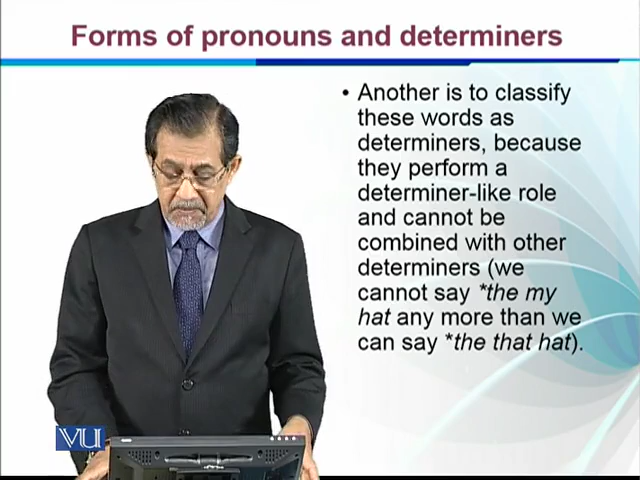 Forms of pronouns and determiners
• Another is to classify
these words as
determiners, because
they perform a
determiner-like role
and cannot be
combined with other
determiners (we
cannot say *the my
hat any more than we
can say *the that hat).
VU